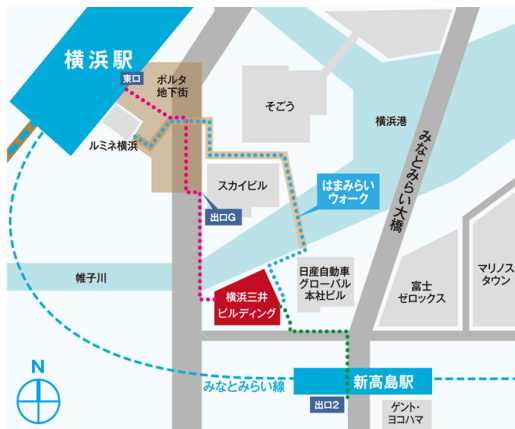 横浜駅
東口
ポルタ
地下街
ルミネ横浜
そごう
横浜港
みなとみらい大橋
スカイビル
はまみらい
ウォーク
出口G
帷子川
横浜三井
ビルディング
日産自動車
グローバル
本社ビル
富士
ゼロックス
マリノス
タウン
みなとみらい線
新高島駅
出口2
ゲント・
ヨコハマ
N